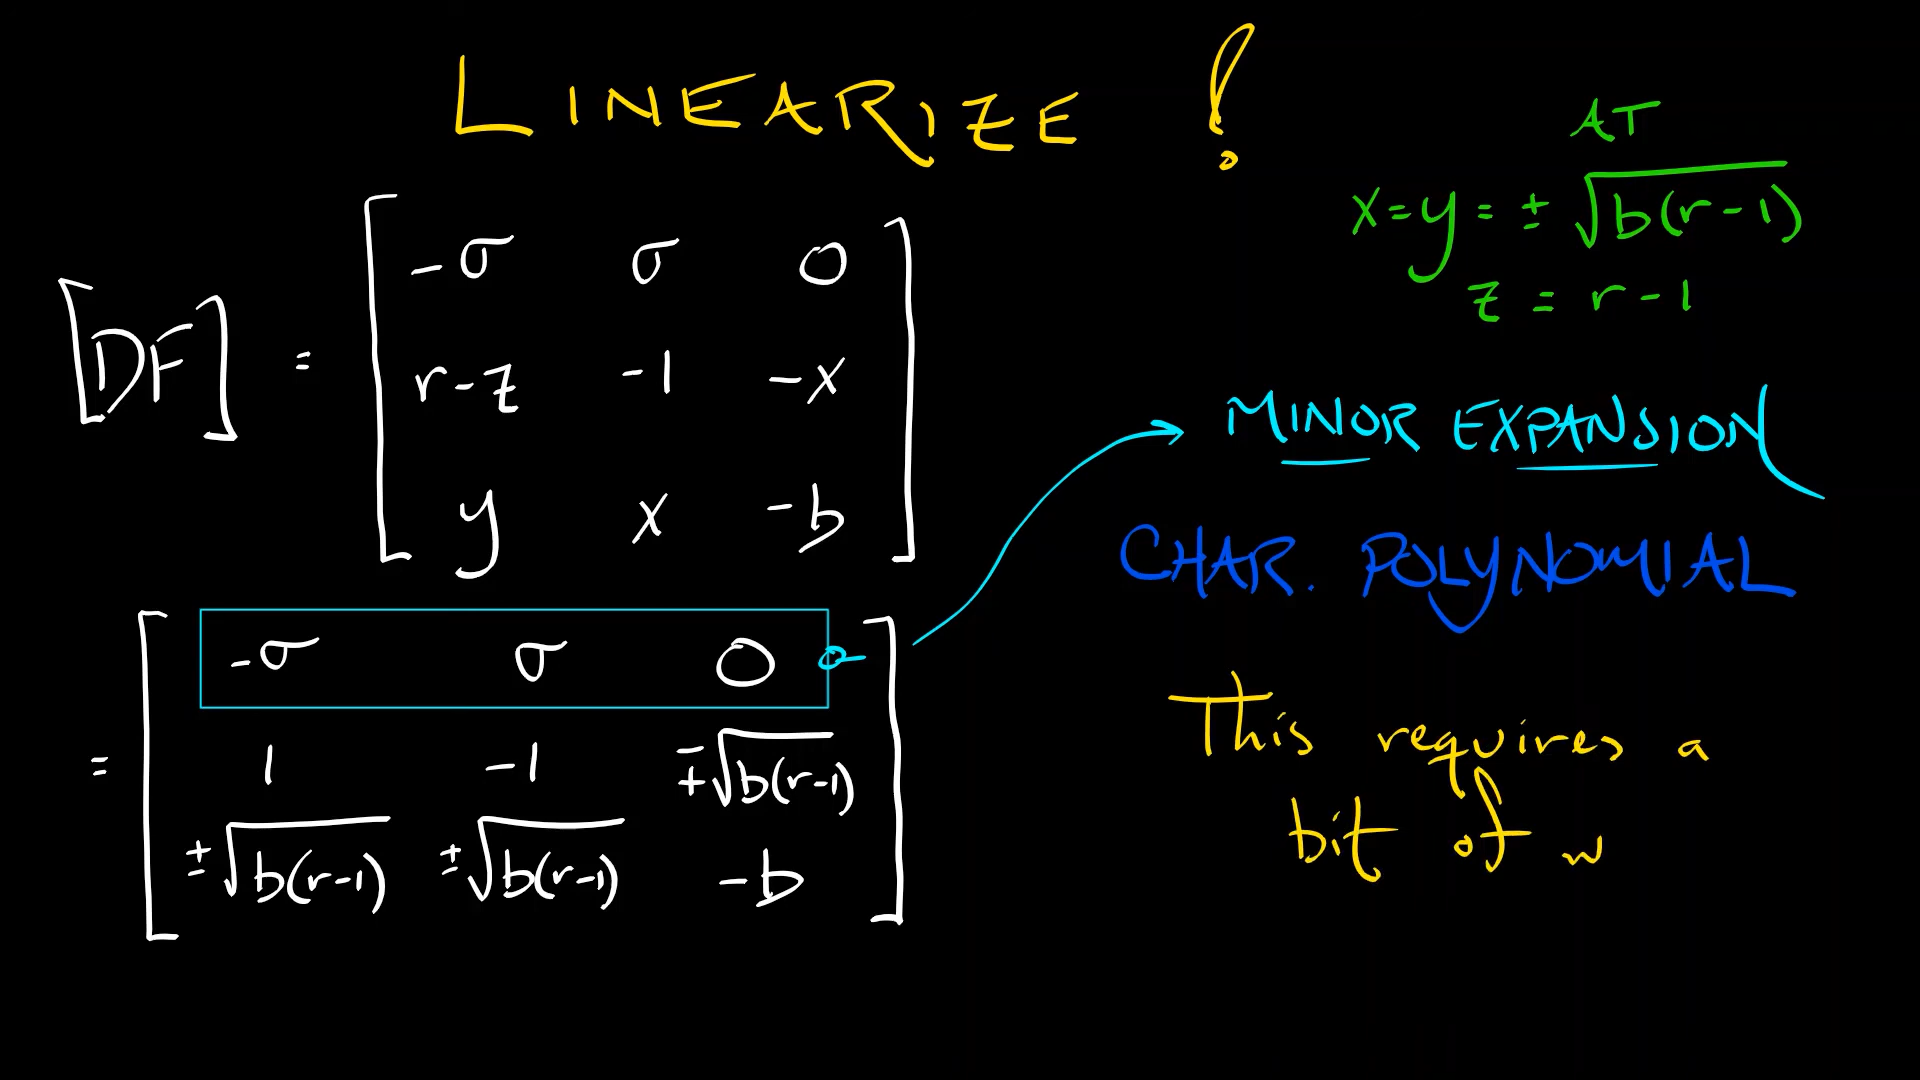 LINEARIZE!
AT
x=y= ± √b(r-1)
z = r-1
[DF] = [ -σ σ 0
r-z -1 -x
y x -b ]
MINOR EXPANSION
CHAR. POLYNOMIAL
= [ -σ σ 0
1 -1 ∓√b(r-1)
±√b(r-1) ±√b(r-1) -b ]
This requires a
bit of w